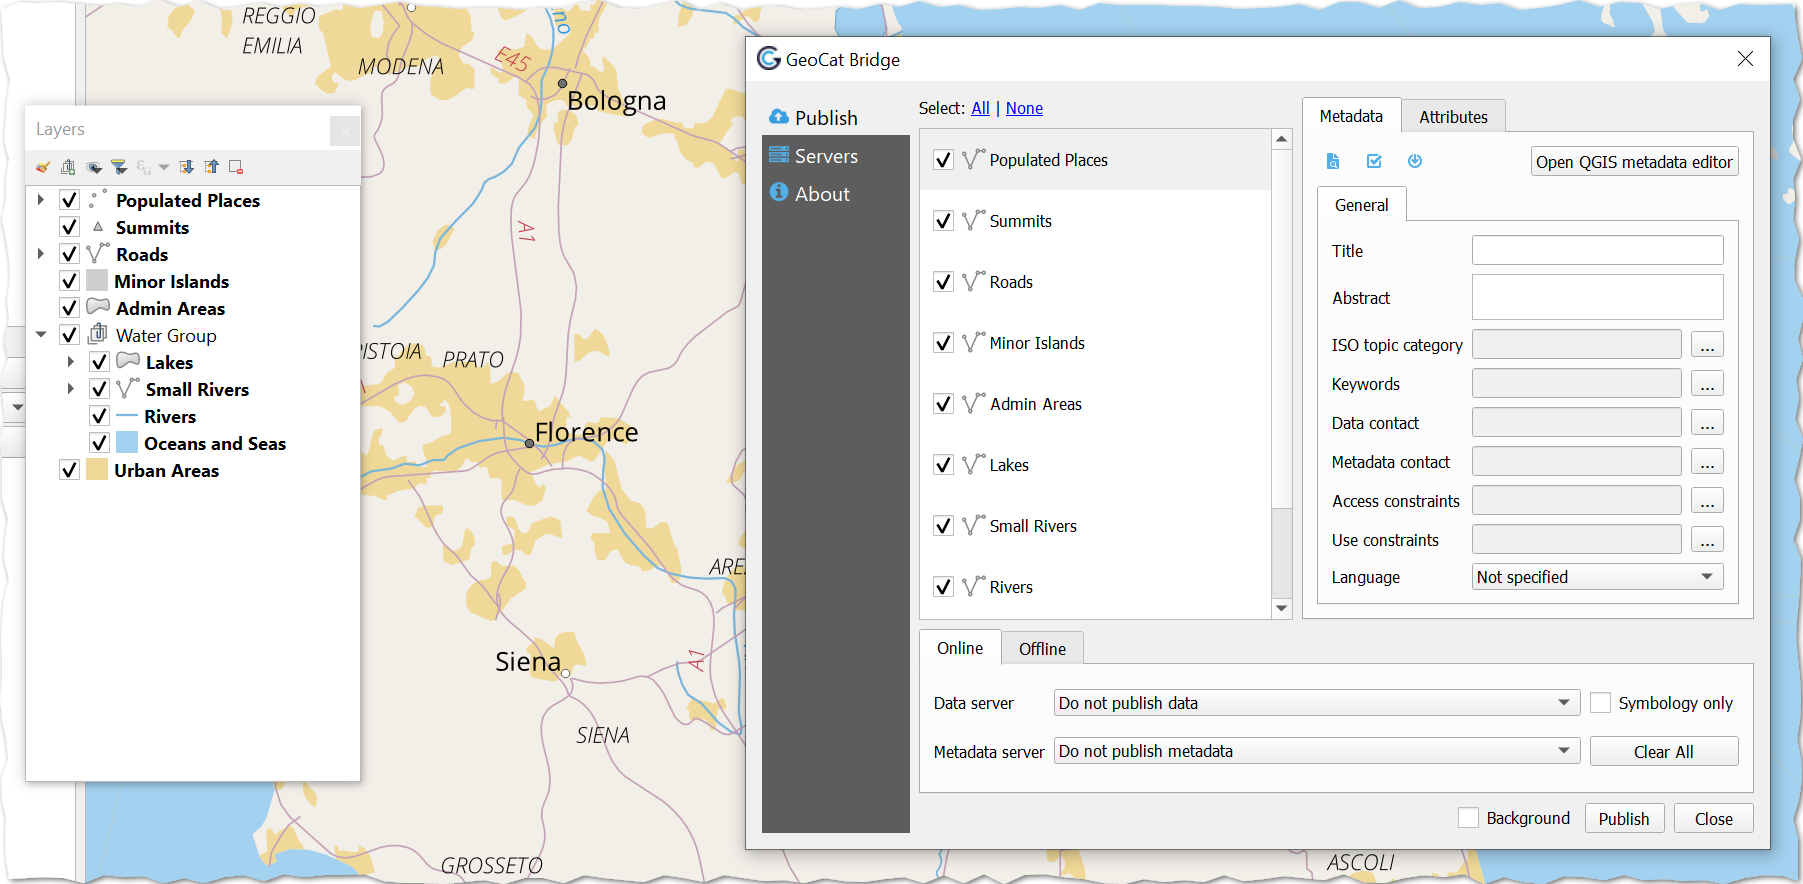 REGGIO
EMILIA
MODENA
E45
no
Bologna
A1
ISTOIA
PRATO
Florence
ARE
Siena
A1
SIENA
GROSSETO
ASCOLI
Layers
Populated Places
Summits
Roads
Minor Islands
Admin Areas
Water Group
Lakes
Small Rivers
Rivers
Oceans and Seas
Urban Areas
GeoCat Bridge
Publish
Servers
About
Select: All | None
Populated Places
Summits
Roads
Minor Islands
Admin Areas
Lakes
Small Rivers
Rivers
Metadata
Attributes
Open QGIS metadata editor
General
Title
Abstract
ISO topic category ...
Keywords ...
Data contact ...
Metadata contact ...
Access constraints ...
Use constraints ...
Language Not specified
Online
Offline
Data server Do not publish data Symbology only
Metadata server Do not publish metadata Clear All
Background Publish Close